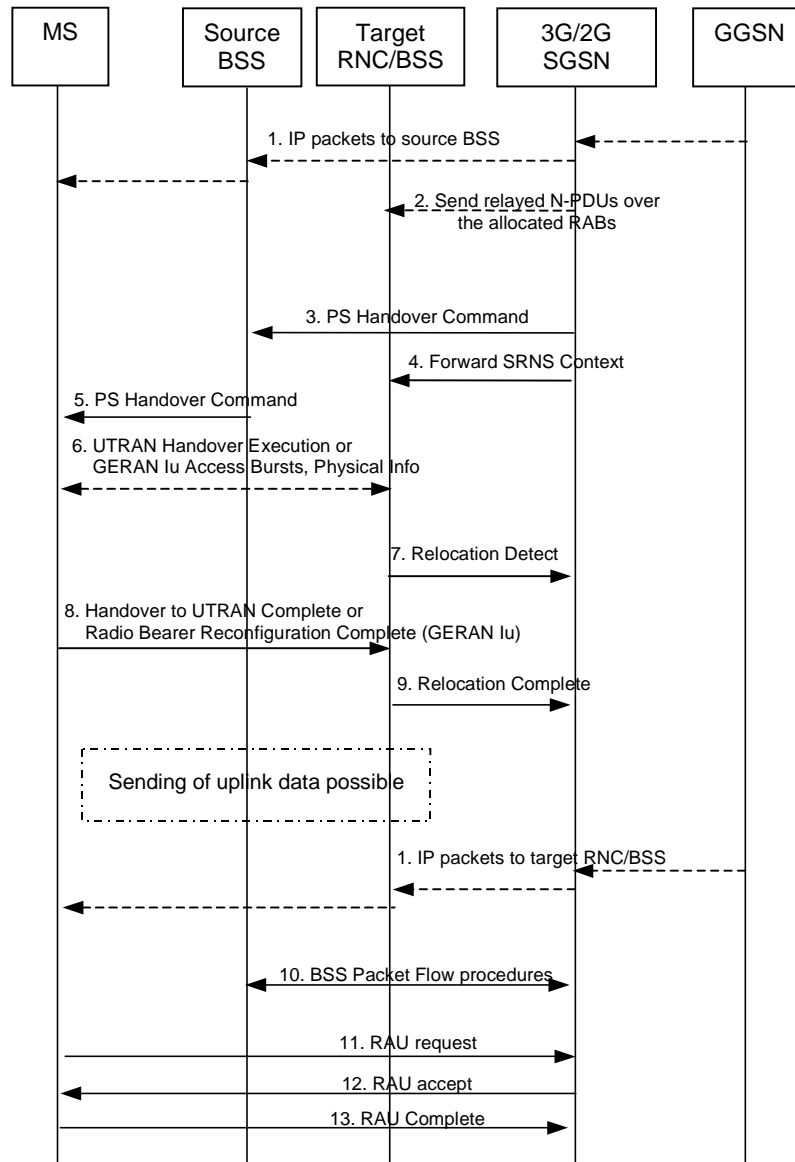 MS
Source
BSS
Target
RNC/BSS
3G/2G
SGSN
GGSN
1. IP packets to source BSS
2. Send relayed N-PDUs over
the allocated RABs
3. PS Handover Command
4. Forward SRNS Context
5. PS Handover Command
6. UTRAN Handover Execution or
GERAN Iu Access Bursts, Physical Info
7. Relocation Detect
8. Handover to UTRAN Complete or
Radio Bearer Reconfiguration Complete (GERAN Iu)
9. Relocation Complete
Sending of uplink data possible
1. IP packets to target RNC/BSS
10. BSS Packet Flow procedures
11. RAU request
12. RAU accept
13. RAU Complete